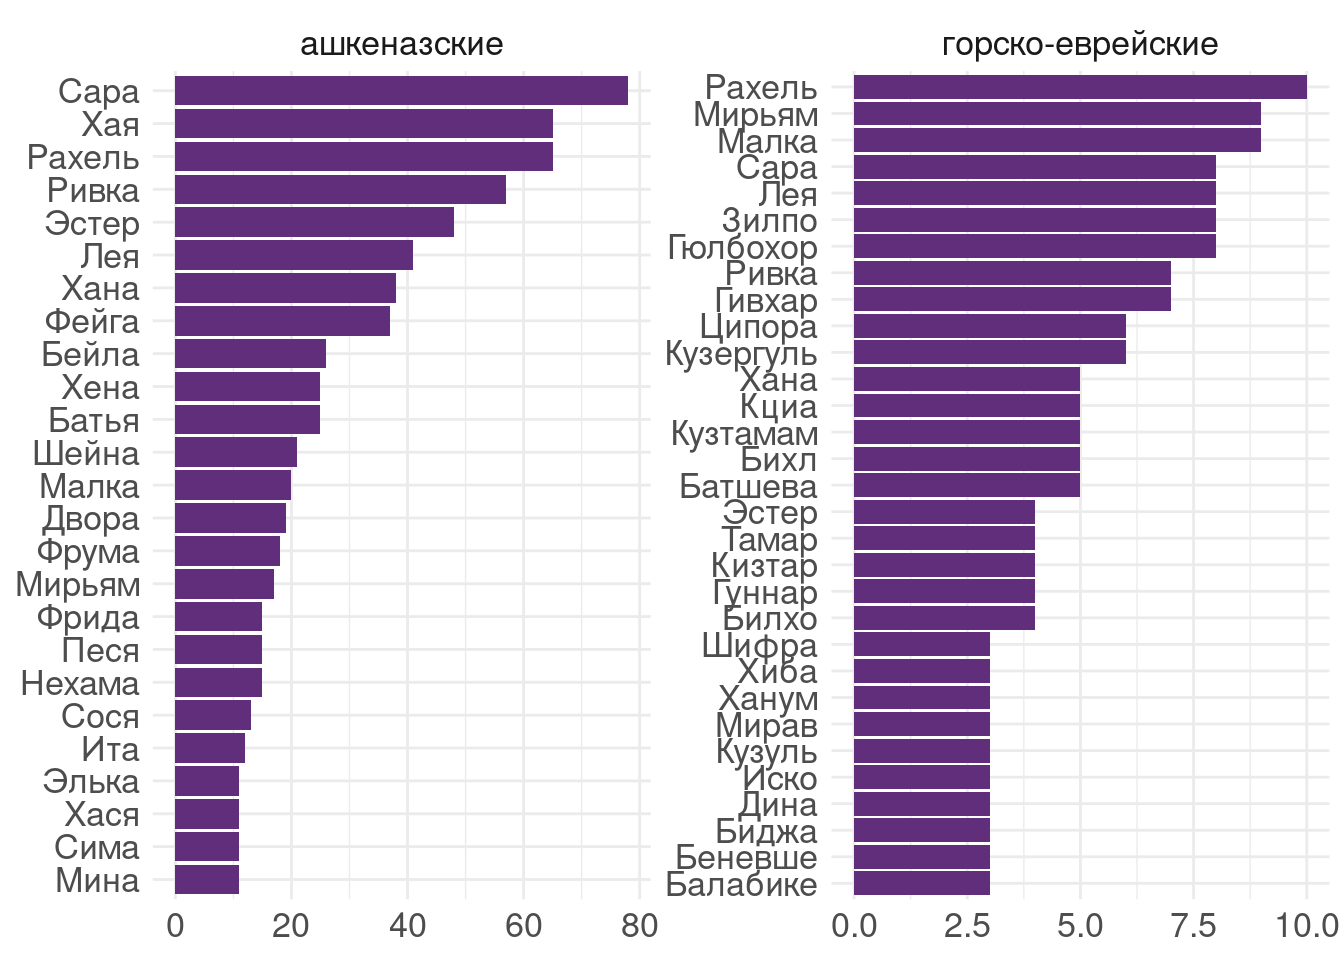 ашкеназские
Сара
Хая
Рахель
Ривка
Эстер
Лея
Хана
Фейга
Бейла
Хена
Батья
Шейна
Малка
Двора
Фрума
Мирьям
Фрида
Песя
Нехама
Сося
Ита
Элька
Хася
Сима
Мина
0 20 40 60 80
горско-еврейские
Рахель
Мирьям
Малка
Сара
Лея
Зилпо
Гюлбохор
Ривка
Гивхар
Ципора
Кузергуль
Хана
Кциа
Кузтамам
Бихл
Батшева
Эстер
Тамар
Кизтар
Гуннар
Билхо
Шифра
Хиба
Ханум
Мирав
Кузуль
Иско
Дина
Биджа
Беневше
Балабике
0.0 2.5 5.0 7.5 10.0